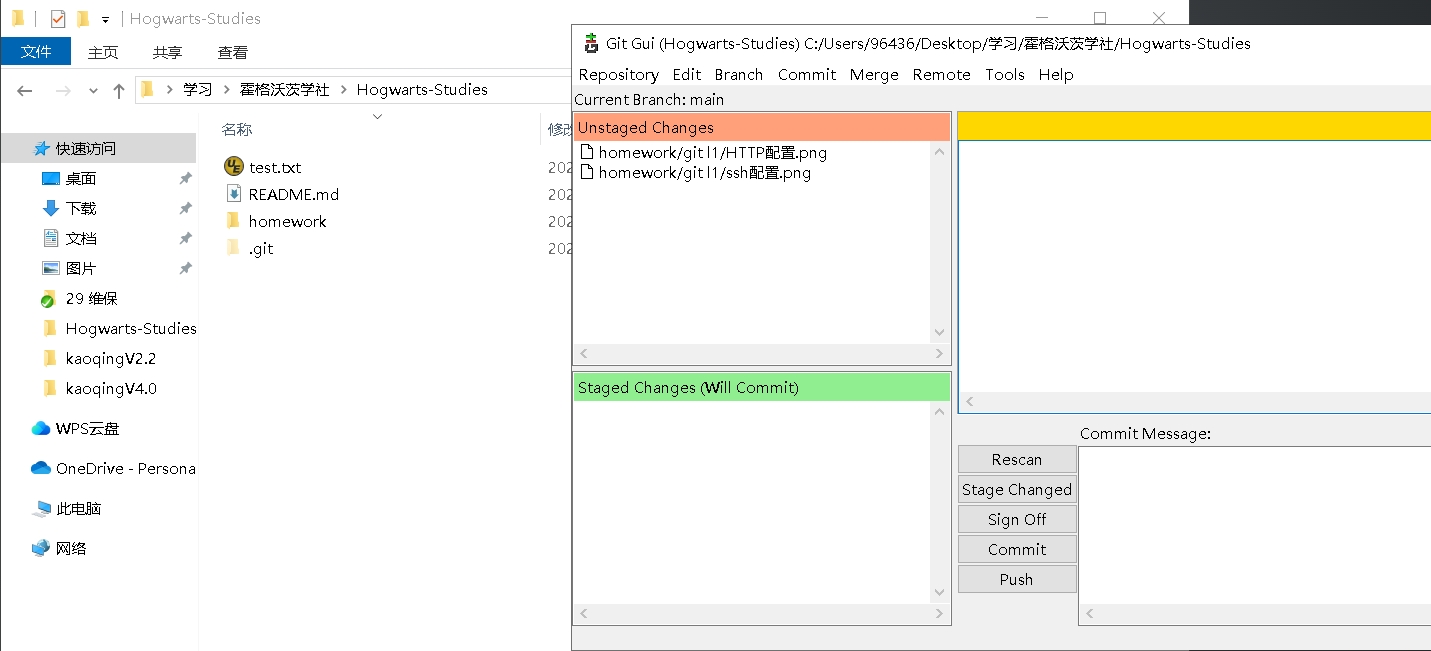 Hogwarts-Studies
文件 主页 共享 查看
学习 霍格沃茨学社 Hogwarts-Studies
名称
快速访问
桌面
下载
文档
图片
29 维保
Hogwarts-Studies
kaoqingV2.2
kaoqingV4.0
WPS云盘
OneDrive - Persona
此电脑
网络
test.txt 202
README.md 202
homework 202
.git 202
Git Gui (Hogwarts-Studies) C:/Users/96436/Desktop/学习/霍格沃茨学社/Hogwarts-Studies
Repository Edit Branch Commit Merge Remote Tools Help
Current Branch: main
Unstaged Changes
homework/git l1/HTTP配置.png
homework/git l1/ssh配置.png
Staged Changes (Will Commit)
Commit Message:
Rescan
Stage Changed
Sign Off
Commit
Push